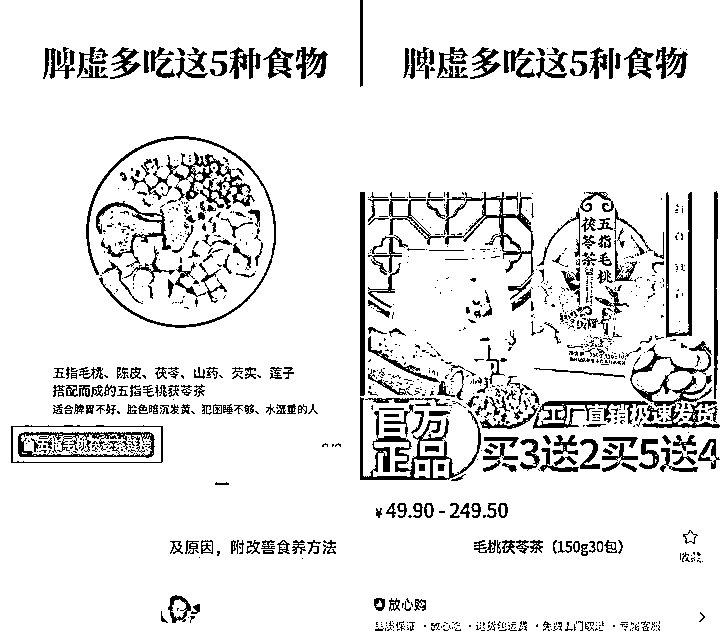 脾虚多吃这5种食物
五指毛桃、陈皮、茯苓、山药、芡实、莲子
搭配而成的五指毛桃茯苓茶
适合脾胃不好、脸色暗沉发黄、犯困睡不够、水湿重的人
及原因，附改善食养方法
脾虚多吃这5种食物
五指毛桃
茯苓茶
官方
正品
工厂直销极速发货
买3送2买5送4
¥49.90-249.50
毛桃茯苓茶（150g30包）
收藏
放心购